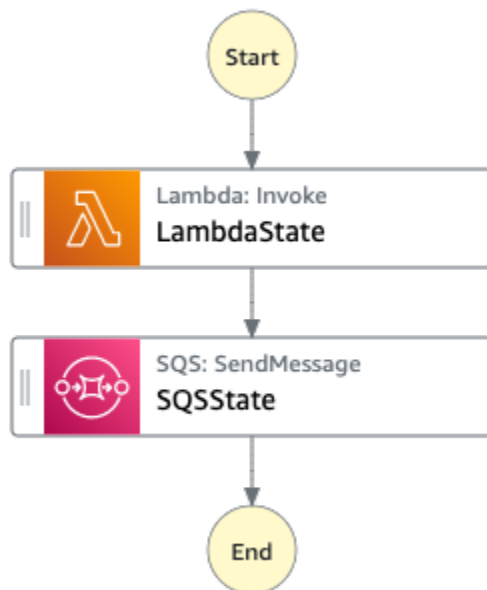 Start
Lambda: Invoke
LambdaState
SQS: SendMessage
SQSState
End